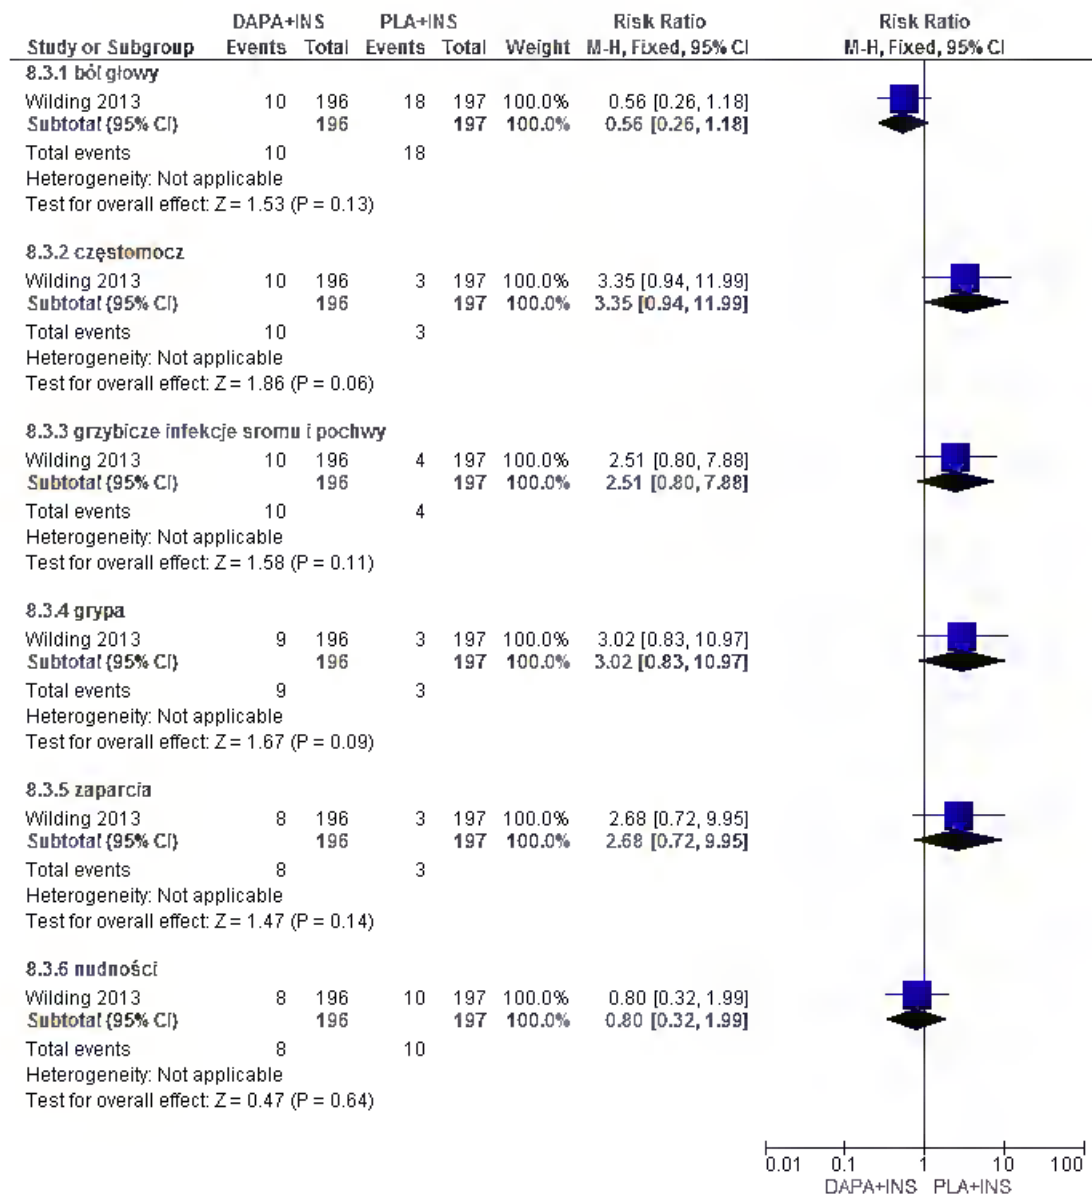 DAPA+INS PLA+INS Risk Ratio Risk Ratio
Study or Subgroup Events Total Events Total Weight M-H, Fixed, 95% CI M-H, Fixed, 95% CI
8.3.1 ból głowy
Wilding 2013 10 196 18 197 100.0% 0.56 [0.26, 1.18]
Subtotal (95% CI) 196 197 100.0% 0.56 [0.26, 1.18]
Total events 10 18
Heterogeneity: Not applicable
Test for overall effect: Z = 1.53 (P = 0.13)
8.3.2 częstomocz
Wilding 2013 10 196 3 197 100.0% 3.35 [0.94, 11.99]
Subtotal (95% CI) 196 197 100.0% 3.35 [0.94, 11.99]
Total events 10 3
Heterogeneity: Not applicable
Test for overall effect: Z = 1.86 (P = 0.06)
8.3.3 grzybicze infekcje sromu i pochwy
Wilding 2013 10 196 4 197 100.0% 2.51 [0.80, 7.88]
Subtotal (95% CI) 196 197 100.0% 2.51 [0.80, 7.88]
Total events 10 4
Heterogeneity: Not applicable
Test for overall effect: Z = 1.58 (P = 0.11)
8.3.4 grypa
Wilding 2013 9 196 3 197 100.0% 3.02 [0.83, 10.97]
Subtotal (95% CI) 196 197 100.0% 3.02 [0.83, 10.97]
Total events 9 3
Heterogeneity: Not applicable
Test for overall effect: Z = 1.67 (P = 0.09)
8.3.5 zaparcia
Wilding 2013 8 196 3 197 100.0% 2.68 [0.72, 9.95]
Subtotal (95% CI) 196 197 100.0% 2.68 [0.72, 9.95]
Total events 8 3
Heterogeneity: Not applicable
Test for overall effect: Z = 1.47 (P = 0.14)
8.3.6 nudności
Wilding 2013 8 196 10 197 100.0% 0.80 [0.32, 1.99]
Subtotal (95% CI) 196 197 100.0% 0.80 [0.32, 1.99]
Total events 8 10
Heterogeneity: Not applicable
Test for overall effect: Z = 0.47 (P = 0.64)
0.01 0.1 1 10 100
DAPA+INS PLA+INS